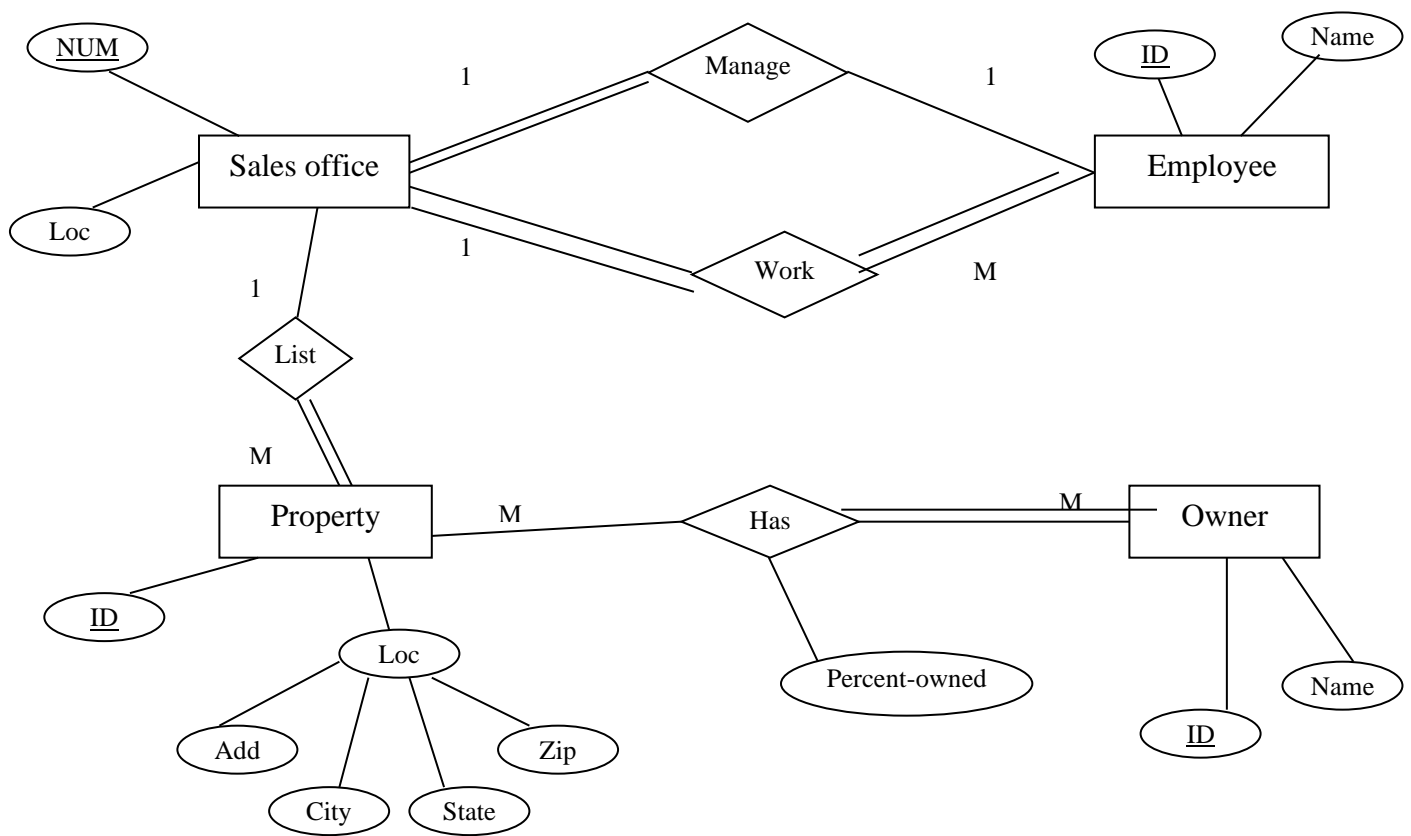 NUM
Name
ID
Manage
1
1
Sales office
Employee
Loc
1
Work
M
1
List
M
Property
M
Has
M
Owner
ID
Loc
Percent-owned
Name
ID
Add
Zip
City
State